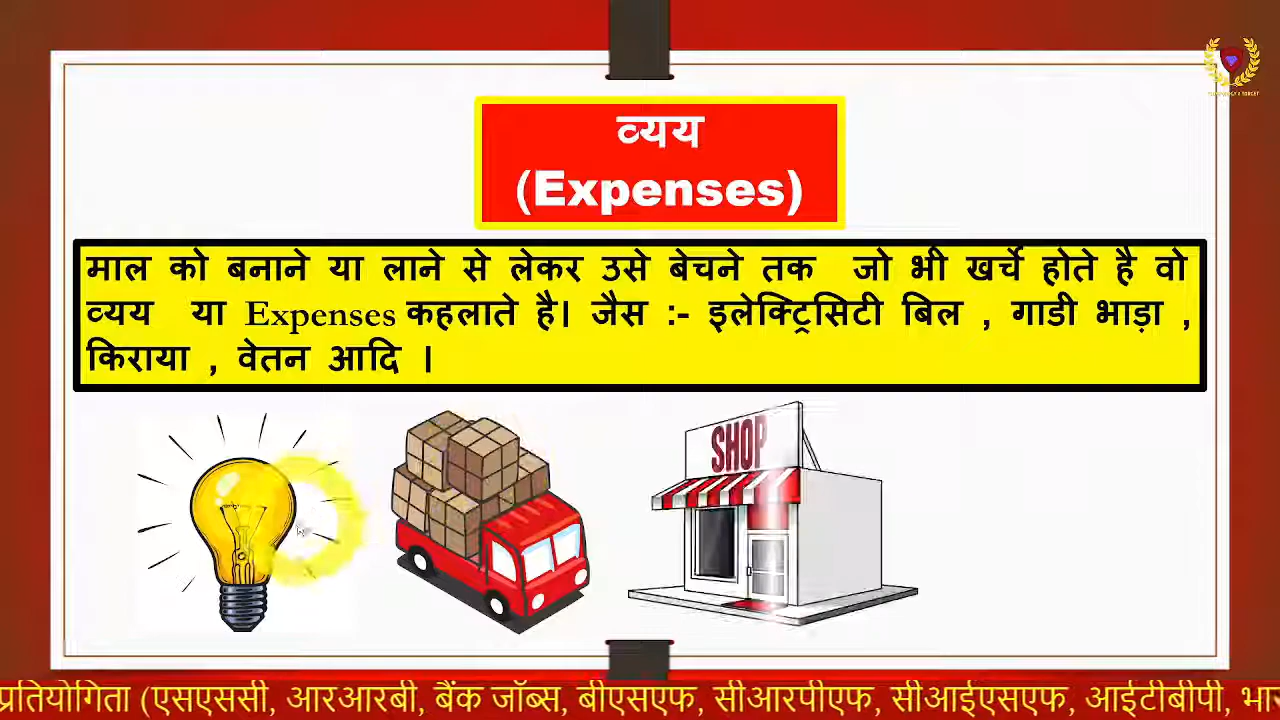 व्यय
(Expenses)
माल को बनाने या लाने से लेकर उसे बेचने तक जो भी खर्चे होते है वो
व्यय या Expenses कहलाते है। जैस :- इलेक्ट्रिसिटी बिल , गाडी भाड़ा ,
किराया , वेतन आदि ।
SHOP
प्रतियोगिता (एसएससी, आरआरबी, बैंक जॉब्स, बीएसएफ, सीआरपीएफ, सीआईएसएफ, आईटीबीपी,